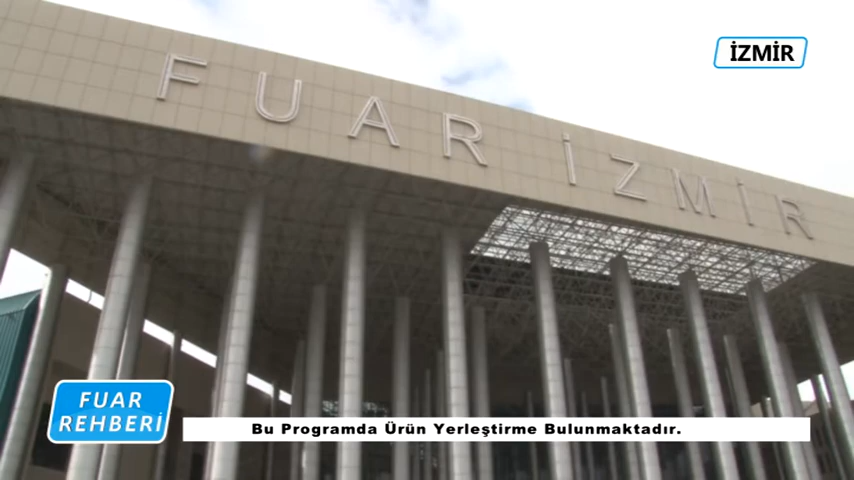 İZMİR
FUAR İZMİR
FUAR
REHBERİ
Bu Programda Ürün Yerleştirme Bulunmaktadır.